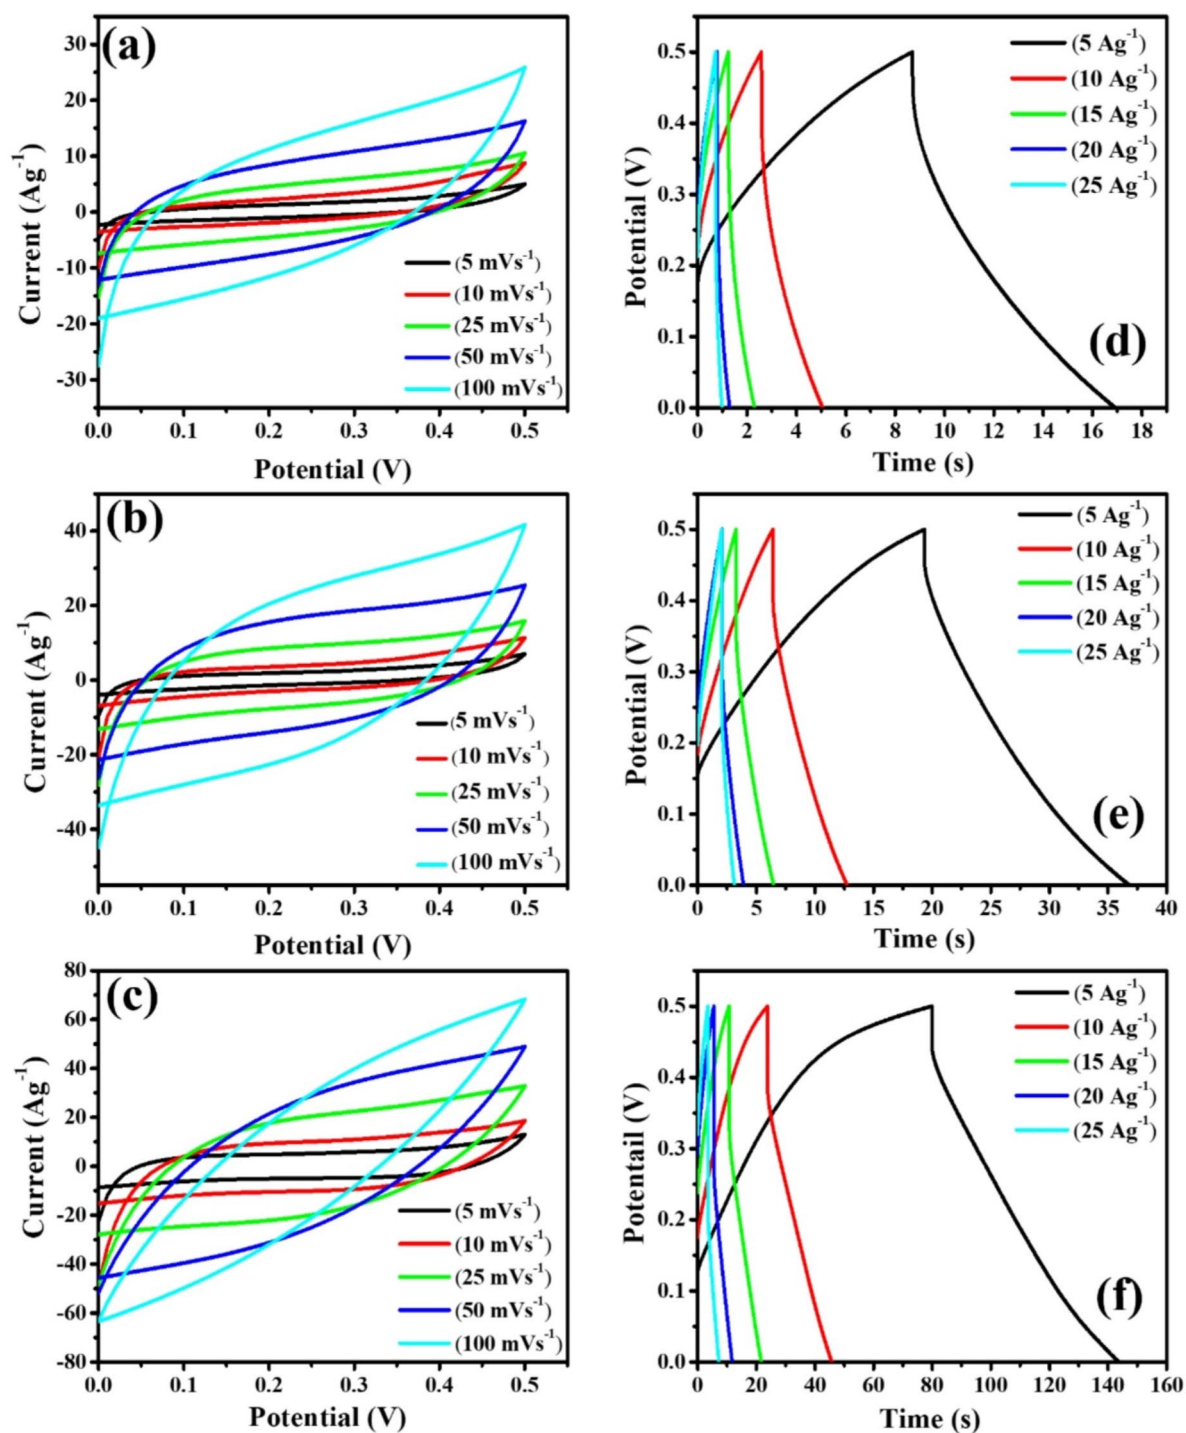 (a)
30
20
10
0
-10
-20
-30
Current (Ag⁻¹)
(5 mVs⁻¹)
(10 mVs⁻¹)
(25 mVs⁻¹)
(50 mVs⁻¹)
(100 mVs⁻¹)
0.0 0.1 0.2 0.3 0.4 0.5
Potential (V)
(d)
0.5
0.4
0.3
0.2
0.1
0.0
Potential (V)
(5 Ag⁻¹)
(10 Ag⁻¹)
(15 Ag⁻¹)
(20 Ag⁻¹)
(25 Ag⁻¹)
0 2 4 6 8 10 12 14 16 18
Time (s)
(b)
40
20
0
-20
-40
Current (Ag⁻¹)
(5 mVs⁻¹)
(10 mVs⁻¹)
(25 mVs⁻¹)
(50 mVs⁻¹)
(100 mVs⁻¹)
0.0 0.1 0.2 0.3 0.4 0.5
Potential (V)
(e)
0.5
0.4
0.3
0.2
0.1
0.0
Potential (V)
(5 Ag⁻¹)
(10 Ag⁻¹)
(15 Ag⁻¹)
(20 Ag⁻¹)
(25 Ag⁻¹)
0 5 10 15 20 25 30 35 40
Time (s)
(c)
80
60
40
20
0
-20
-40
-60
-80
Current (Ag⁻¹)
(5 mVs⁻¹)
(10 mVs⁻¹)
(25 mVs⁻¹)
(50 mVs⁻¹)
(100 mVs⁻¹)
0.0 0.1 0.2 0.3 0.4 0.5
Potential (V)
(f)
0.5
0.4
0.3
0.2
0.1
0.0
Potentail (V)
(5 Ag⁻¹)
(10 Ag⁻¹)
(15 Ag⁻¹)
(20 Ag⁻¹)
(25 Ag⁻¹)
0 20 40 60 80 100 120 140 160
Time (s)